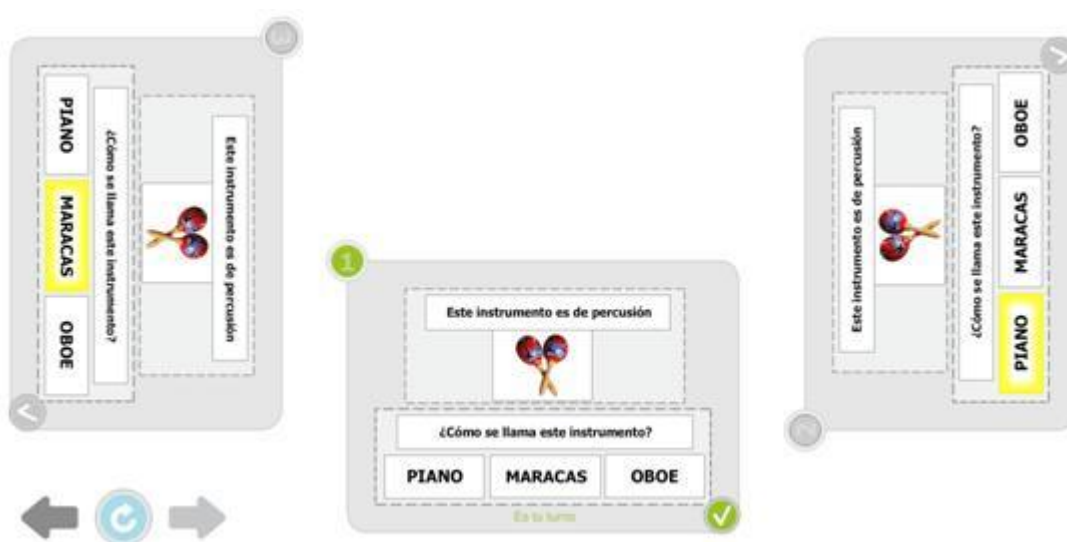 3
Este instrumento es de percusión
¿Cómo se llama este instrumento?
PIANO
MARACAS
OBOE
1
Este instrumento es de percusión
¿Cómo se llama este instrumento?
PIANO
MARACAS
OBOE
Es tu turno
2
Este instrumento es de percusión
¿Cómo se llama este instrumento?
OBOE
MARACAS
PIANO